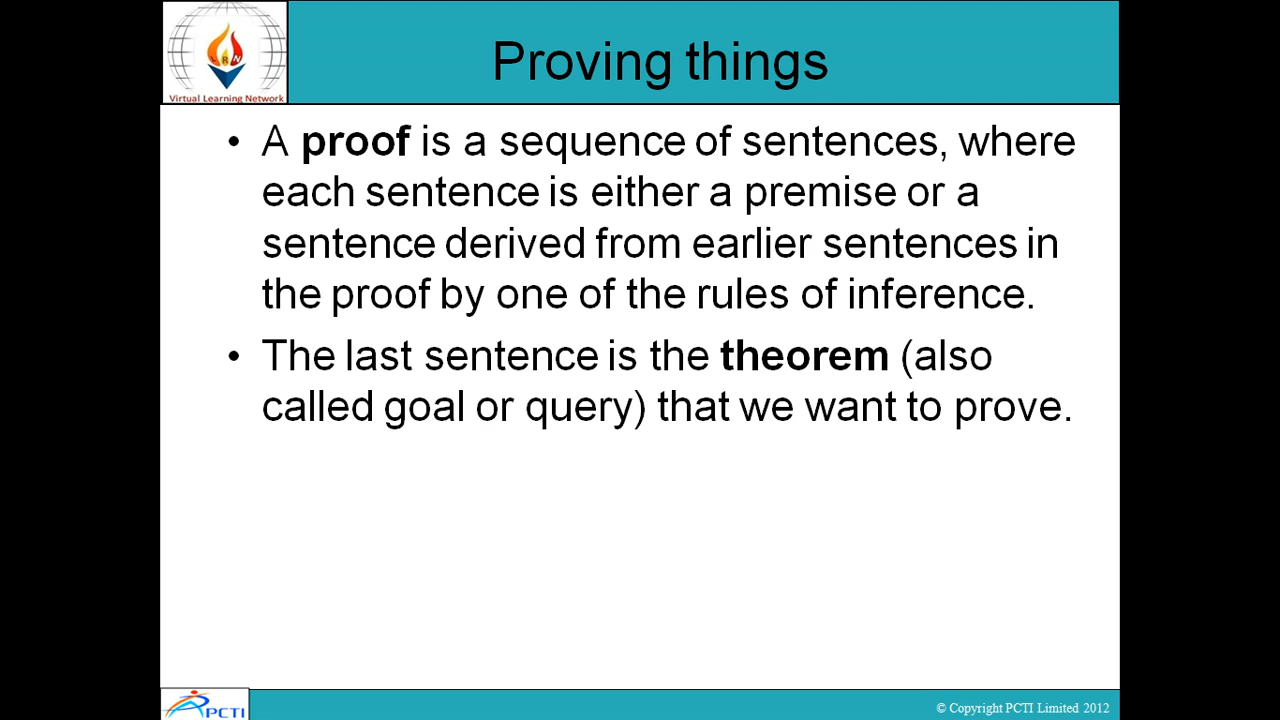 Proving things
LRN
Virtual Learning Network
• A proof is a sequence of sentences, where
each sentence is either a premise or a
sentence derived from earlier sentences in
the proof by one of the rules of inference.
• The last sentence is the theorem (also
called goal or query) that we want to prove.
PCTI
© Copyright PCTI Limited 2012